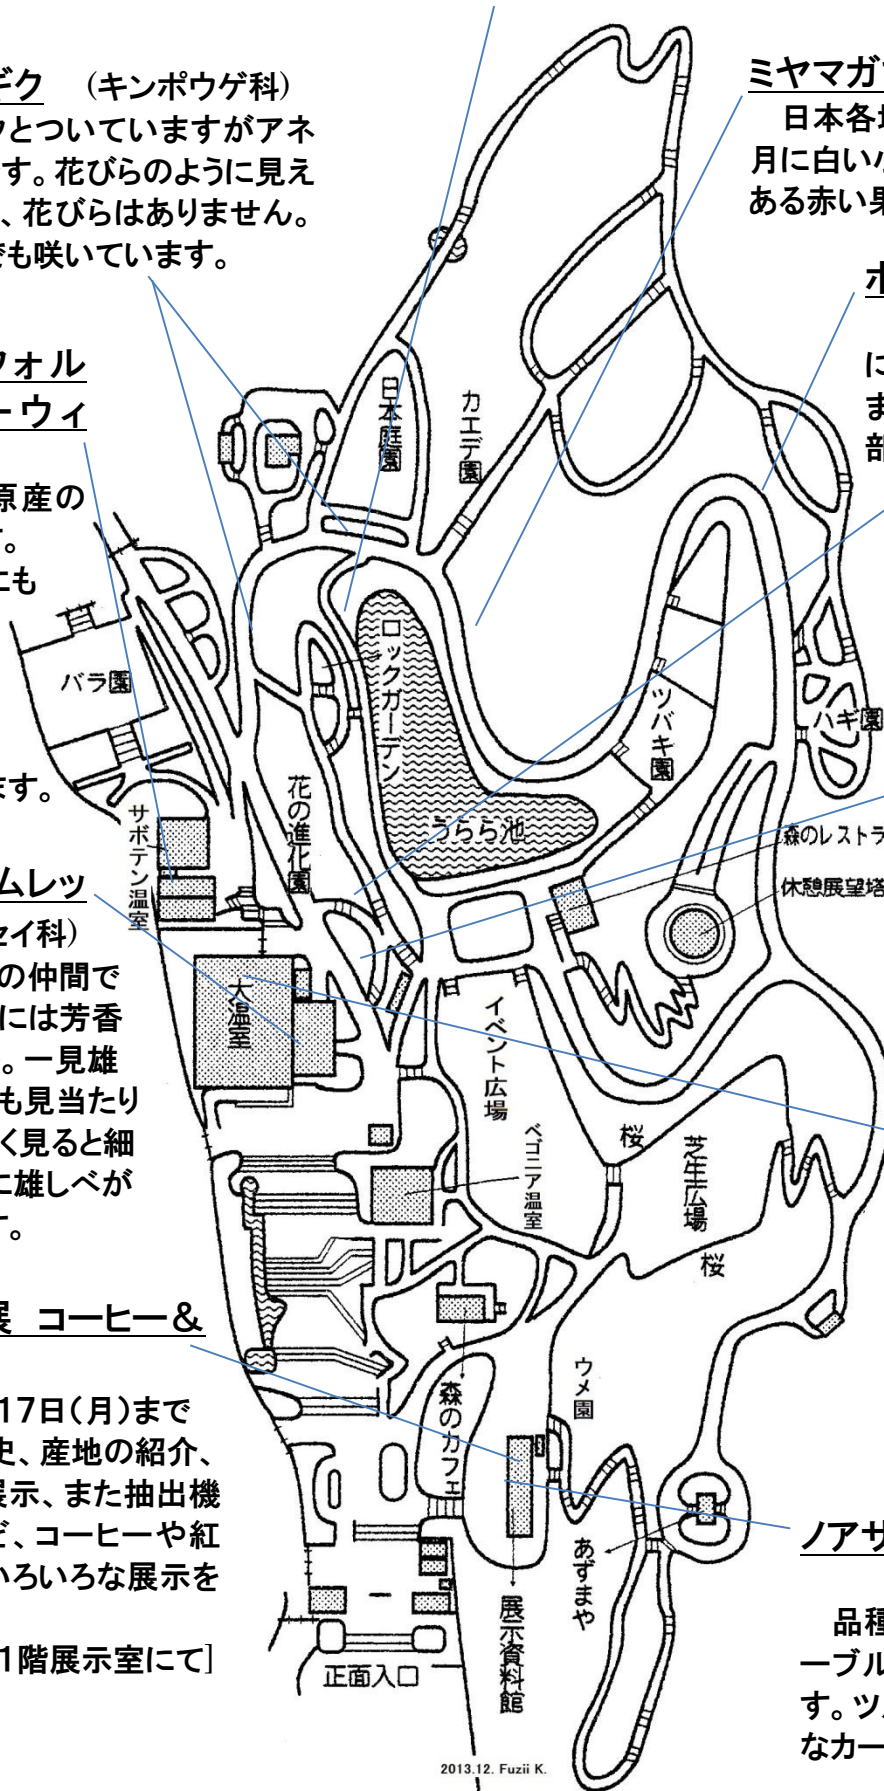 ギク　（キンポウゲ科）
クとついていますがアネ
す。花びらのように見え
、花びらはありません。
でも咲いています。
フォル
ーウィ
原産の
。
にも
ます。
ムレッ
セイ科）
の仲間で
には芳香
。一見雄
も見当たり
く見ると細
に雄しべが
す。
展　コーヒー＆
17日（月）まで
史、産地の紹介、
展示、また抽出機
ど、コーヒーや紅
いろいろな展示を
1階展示室にて]
ミヤマガマ
日本各地
月に白い小
ある赤い果
ホ
に
ま
部
日本庭園
カエデ園
バラ園
ロックガーデン
ツバキ園
ハギ園
うらら池
花の進化園
サボテン温室
森のレストラ
休憩展望塔
大温室
イベント広場
ベゴニア温室
桜
芝生広場
桜
ウメ園
森のカフェ
あずまや
展示資料館
正面入口
ノアサ
品種
ーブル
す。ツル
なカー
2013.12. Fuzii K.